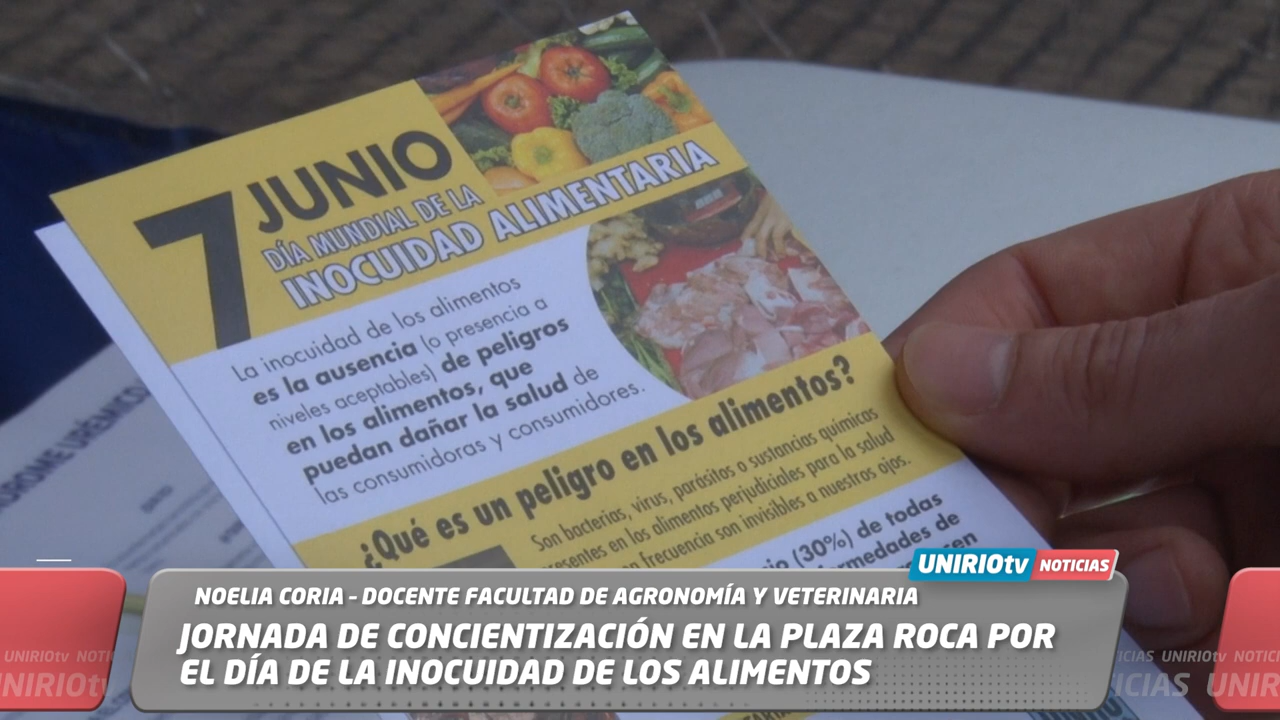 7 JUNIO
DÍA MUNDIAL DE LA
INOCUIDAD ALIMENTARIA
La inocuidad de los alimentos
es la ausencia (o presencia a
niveles aceptables) de peligros
en los alimentos, que
puedan dañar la salud de
las consumidoras y consumidores.
¿Qué es un peligro en los alimentos?
Son bacterias, virus, parásitos o sustancias químicas
presentes en los alimentos perjudiciales para la salud
con frecuencia son invisibles a nuestros ojos.
(30%) de todas
UNIRIOtv NOTICIAS
NOELIA CORIA - DOCENTE FACULTAD DE AGRONOMÍA Y VETERINARIA
JORNADA DE CONCIENTIZACIÓN EN LA PLAZA ROCA POR
EL DÍA DE LA INOCUIDAD DE LOS ALIMENTOS
UNIRIOtv
UNIRIOtv
UNIRIOtv